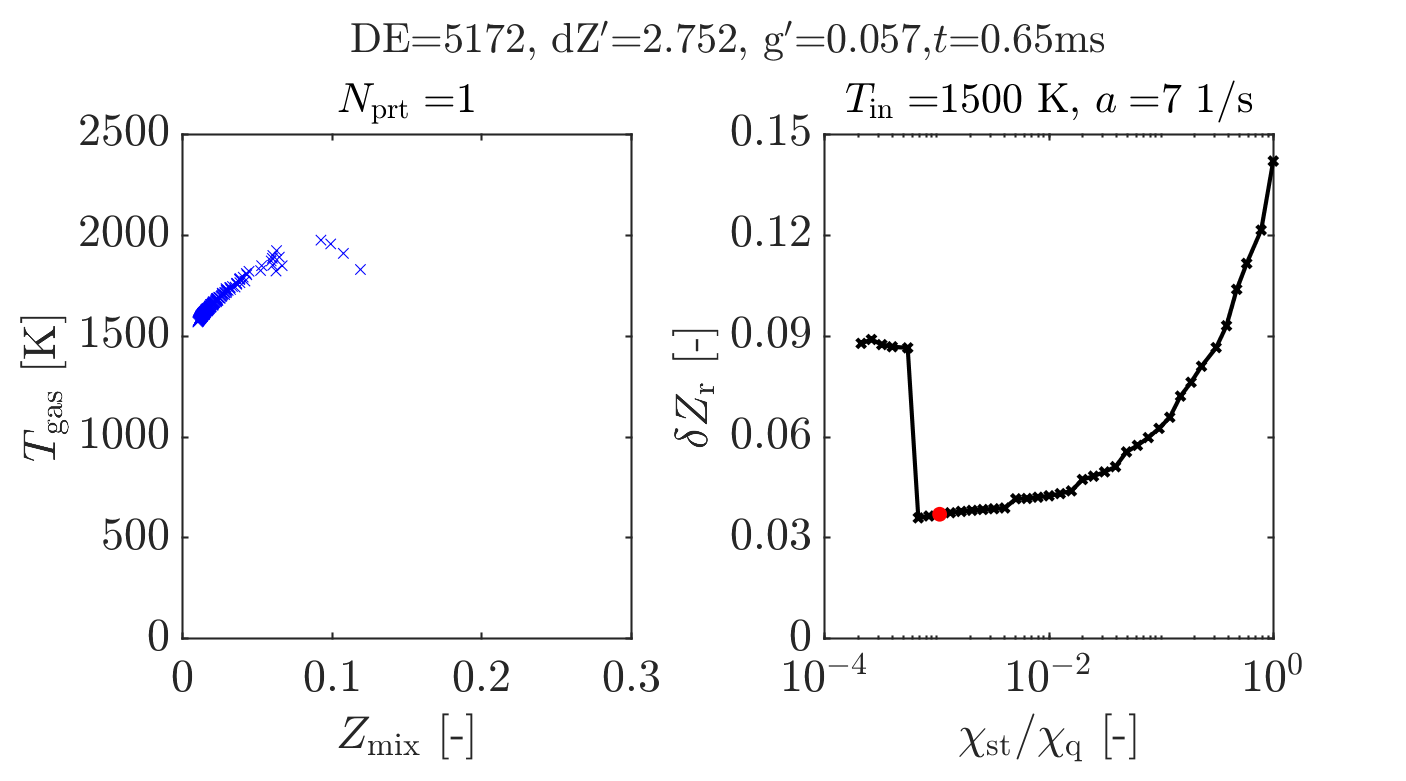 DE=5172, dZ′=2.752, g′=0.057,t=0.65ms
N_prt =1
T_in =1500 K, a =7 1/s
2500
2000
1500
1000
500
0
T_gas [K]
0 0.1 0.2 0.3
Z_mix [-]
0.15
0.12
0.09
0.06
0.03
0
δZ_r [-]
10⁻⁴ 10⁻² 10⁰
χ_st/χ_q [-]